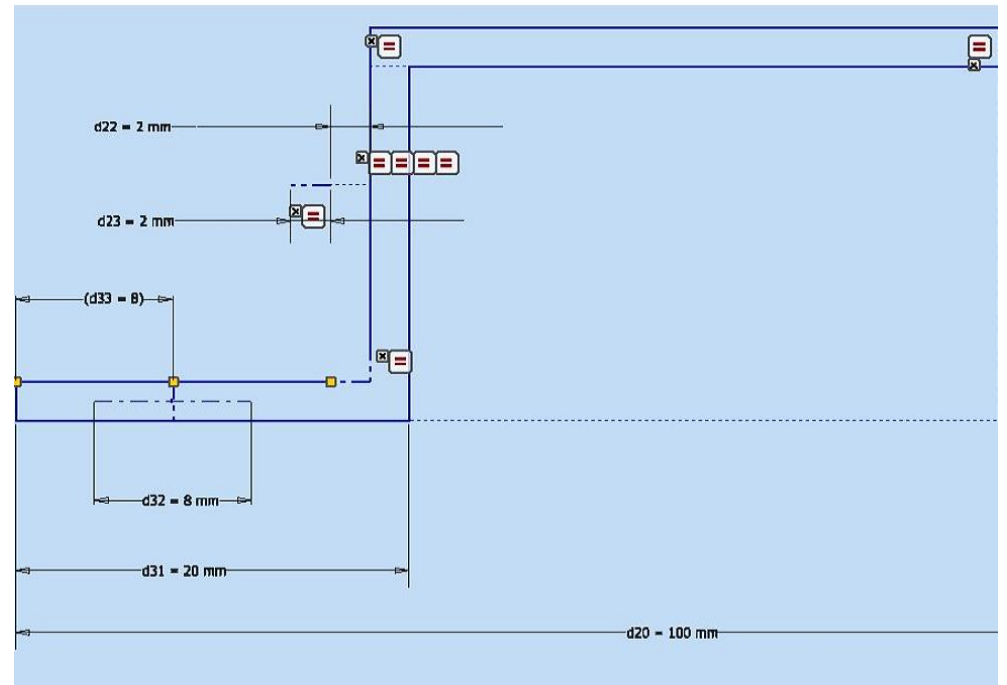 d22 = 2 mm
d23 = 2 mm
(d33 = 8)
d32 = 8 mm
d31 = 20 mm
d20 = 100 mm